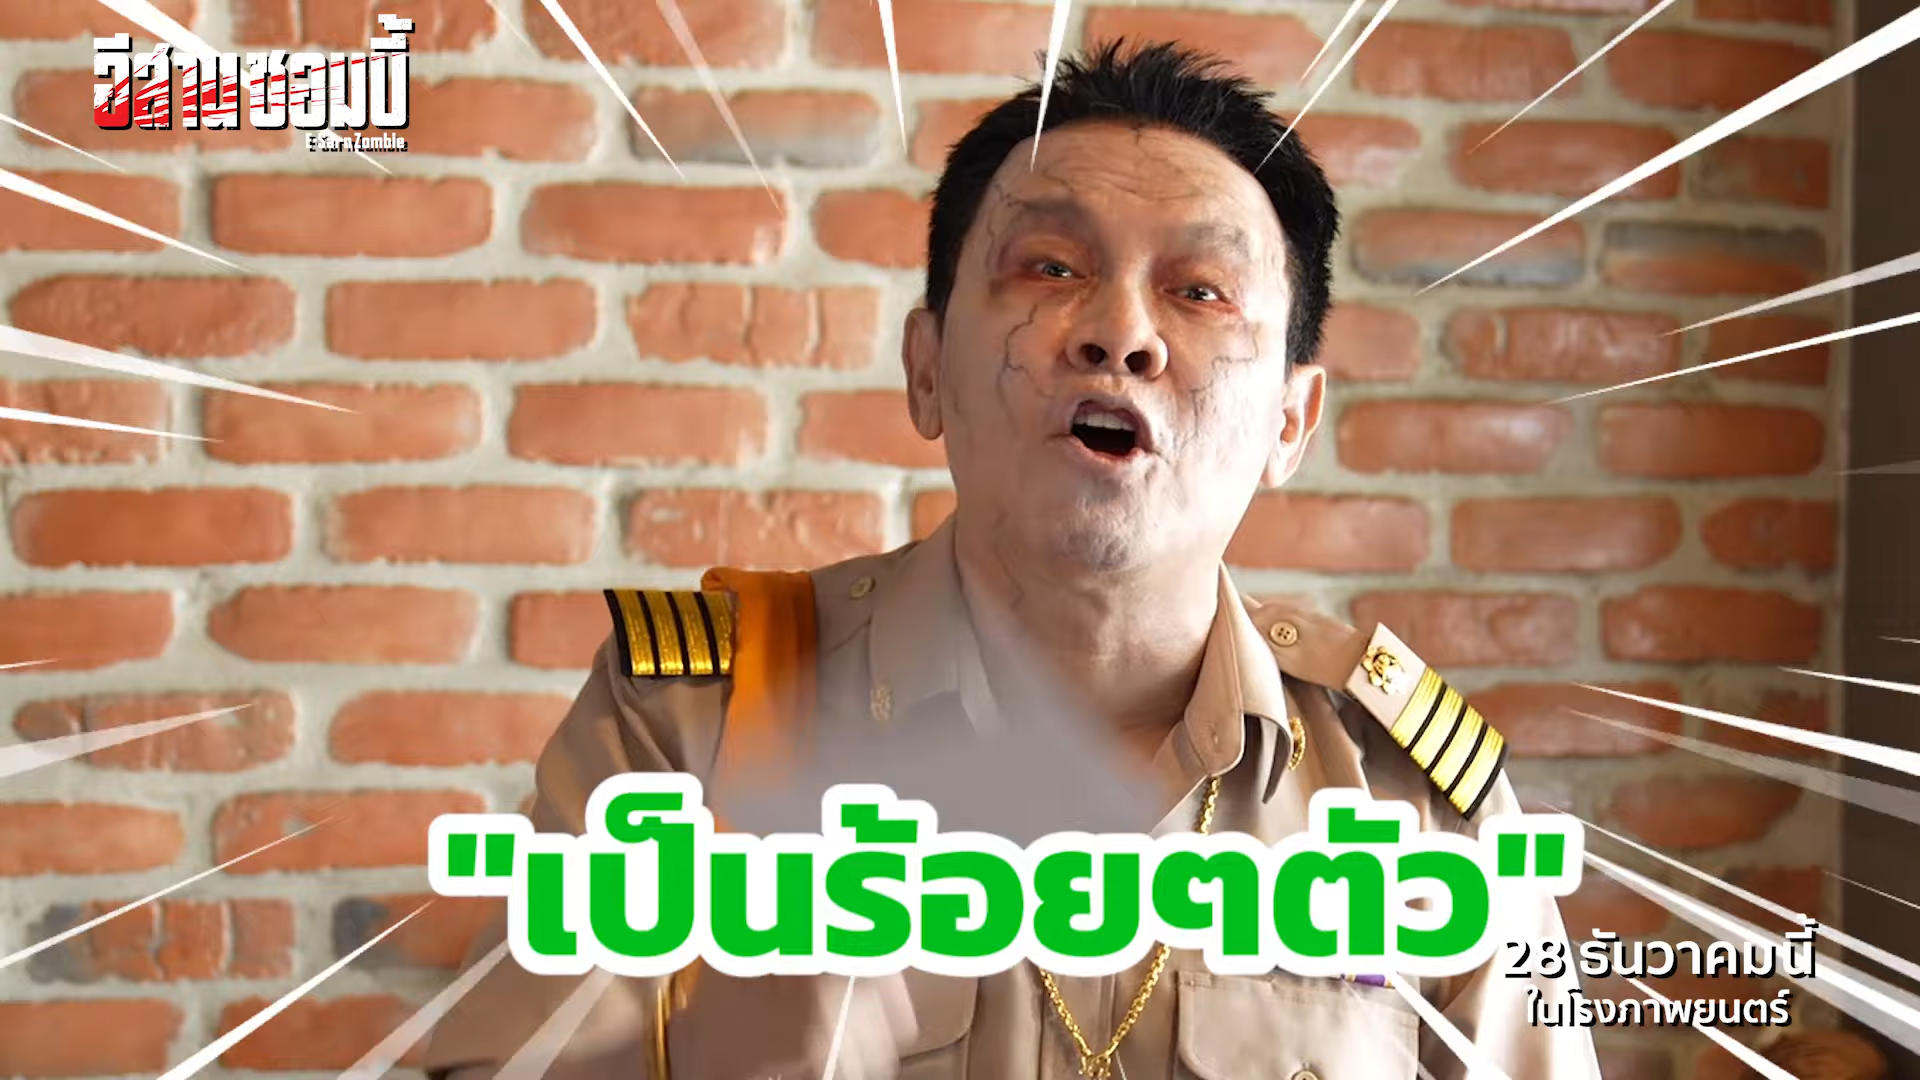 อีสานซอมบี้
E-Sarn Zombie
"เป็นร้อยๆตัว"
28 ธันวาคมนี้
ในโรงภาพยนตร์